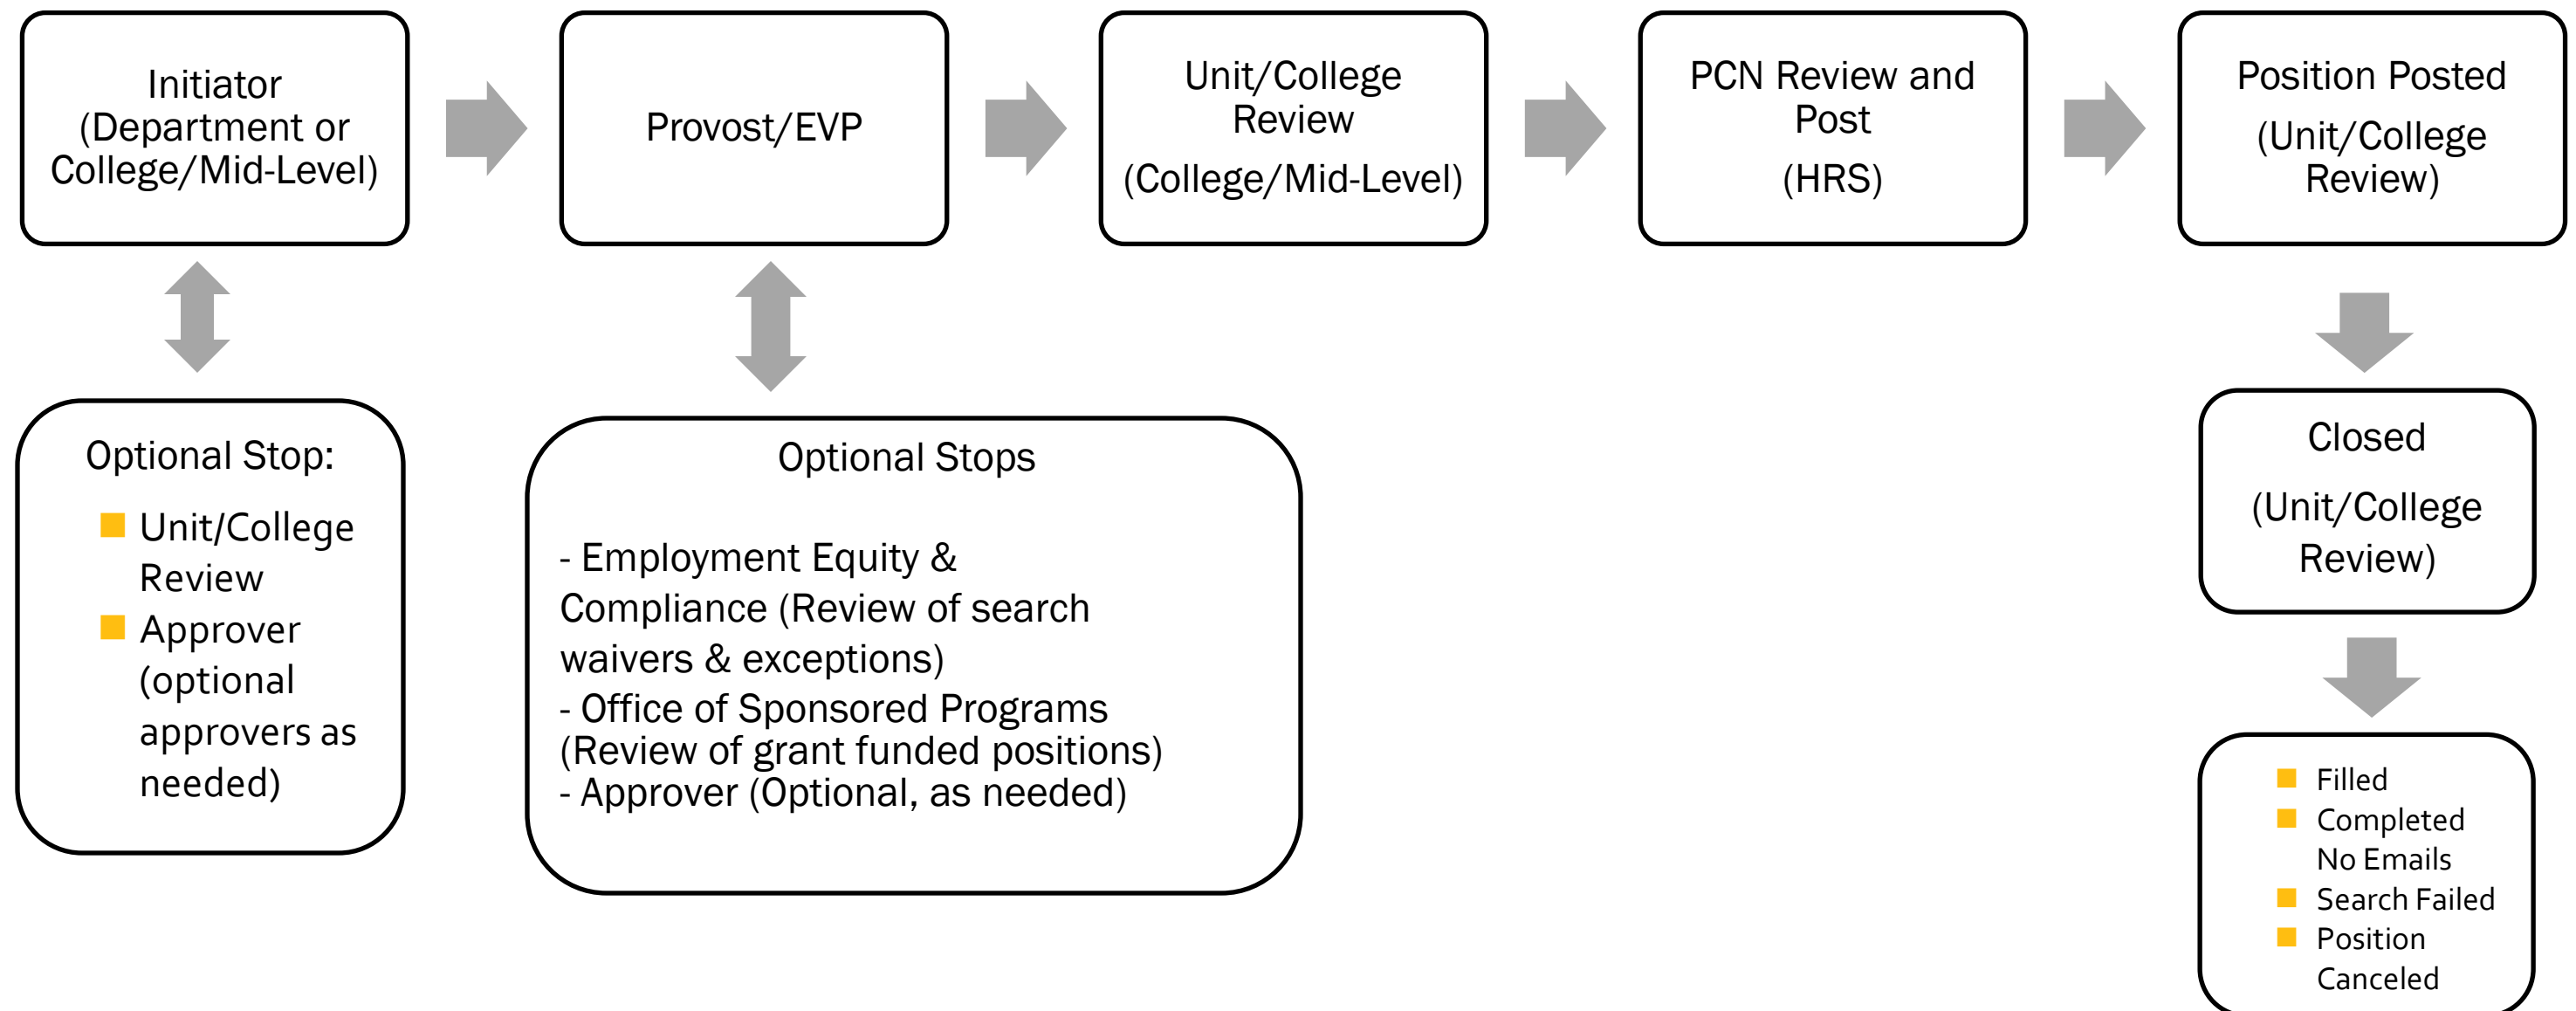 Initiator
(Department or
College/Mid-Level)
Provost/EVP
Unit/College
Review
(College/Mid-Level)
PCN Review and
Post
(HRS)
Position Posted
(Unit/College
Review)
Optional Stop:
Unit/College
Review
Approver
(optional
approvers as
needed)
Optional Stops
- Employment Equity &
Compliance (Review of search
waivers & exceptions)
- Office of Sponsored Programs
(Review of grant funded positions)
- Approver (Optional, as needed)
Closed
(Unit/College
Review)
Filled
Completed
No Emails
Search Failed
Position
Canceled